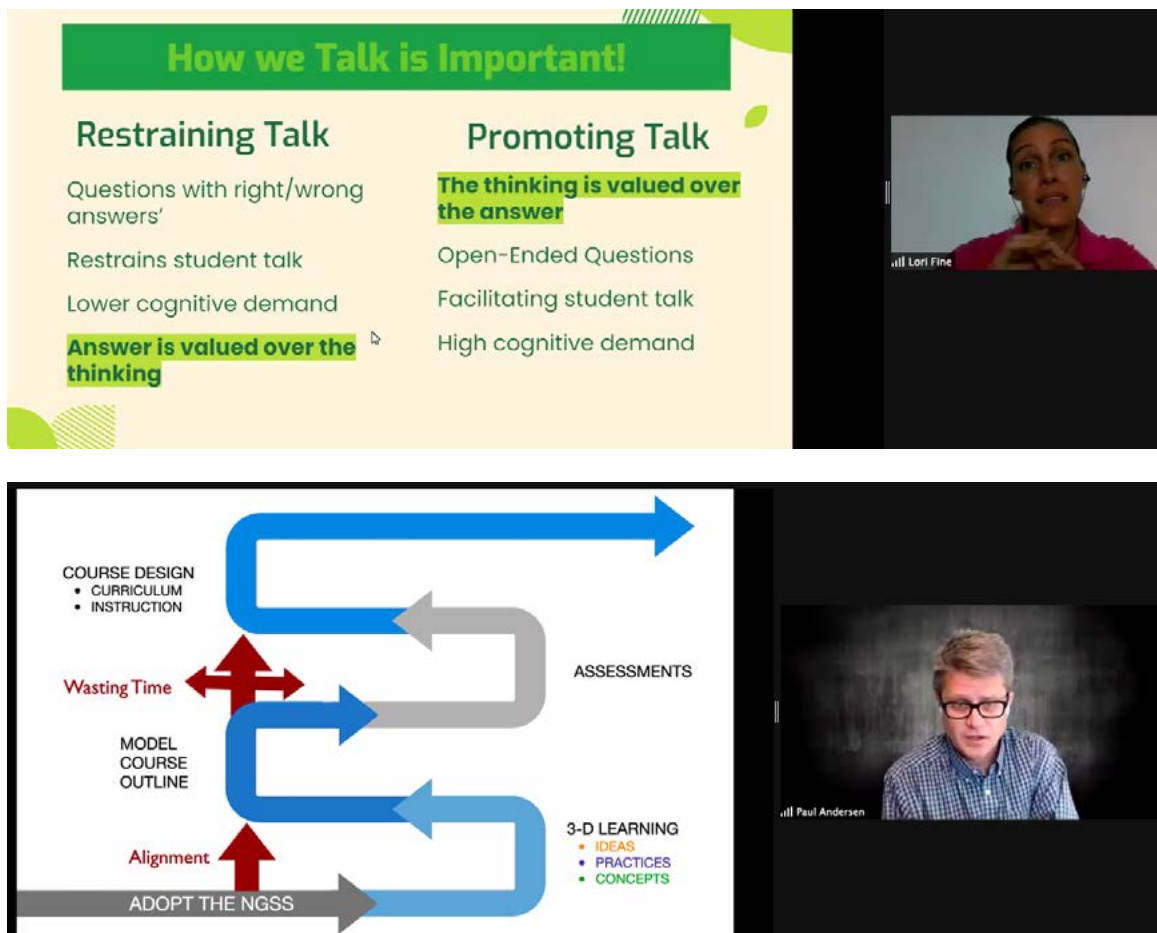 How we Talk is Important!
Restraining Talk
Questions with right/wrong
answers’
Restrains student talk
Lower cognitive demand
Answer is valued over the
thinking
Promoting Talk
The thinking is valued over
the answer
Open-Ended Questions
Facilitating student talk
High cognitive demand
Lori Fine
COURSE DESIGN
• CURRICULUM
• INSTRUCTION
Wasting Time
ASSESSMENTS
MODEL
COURSE
OUTLINE
Alignment
3-D LEARNING
• IDEAS
• PRACTICES
• CONCEPTS
ADOPT THE NGSS
Paul Andersen